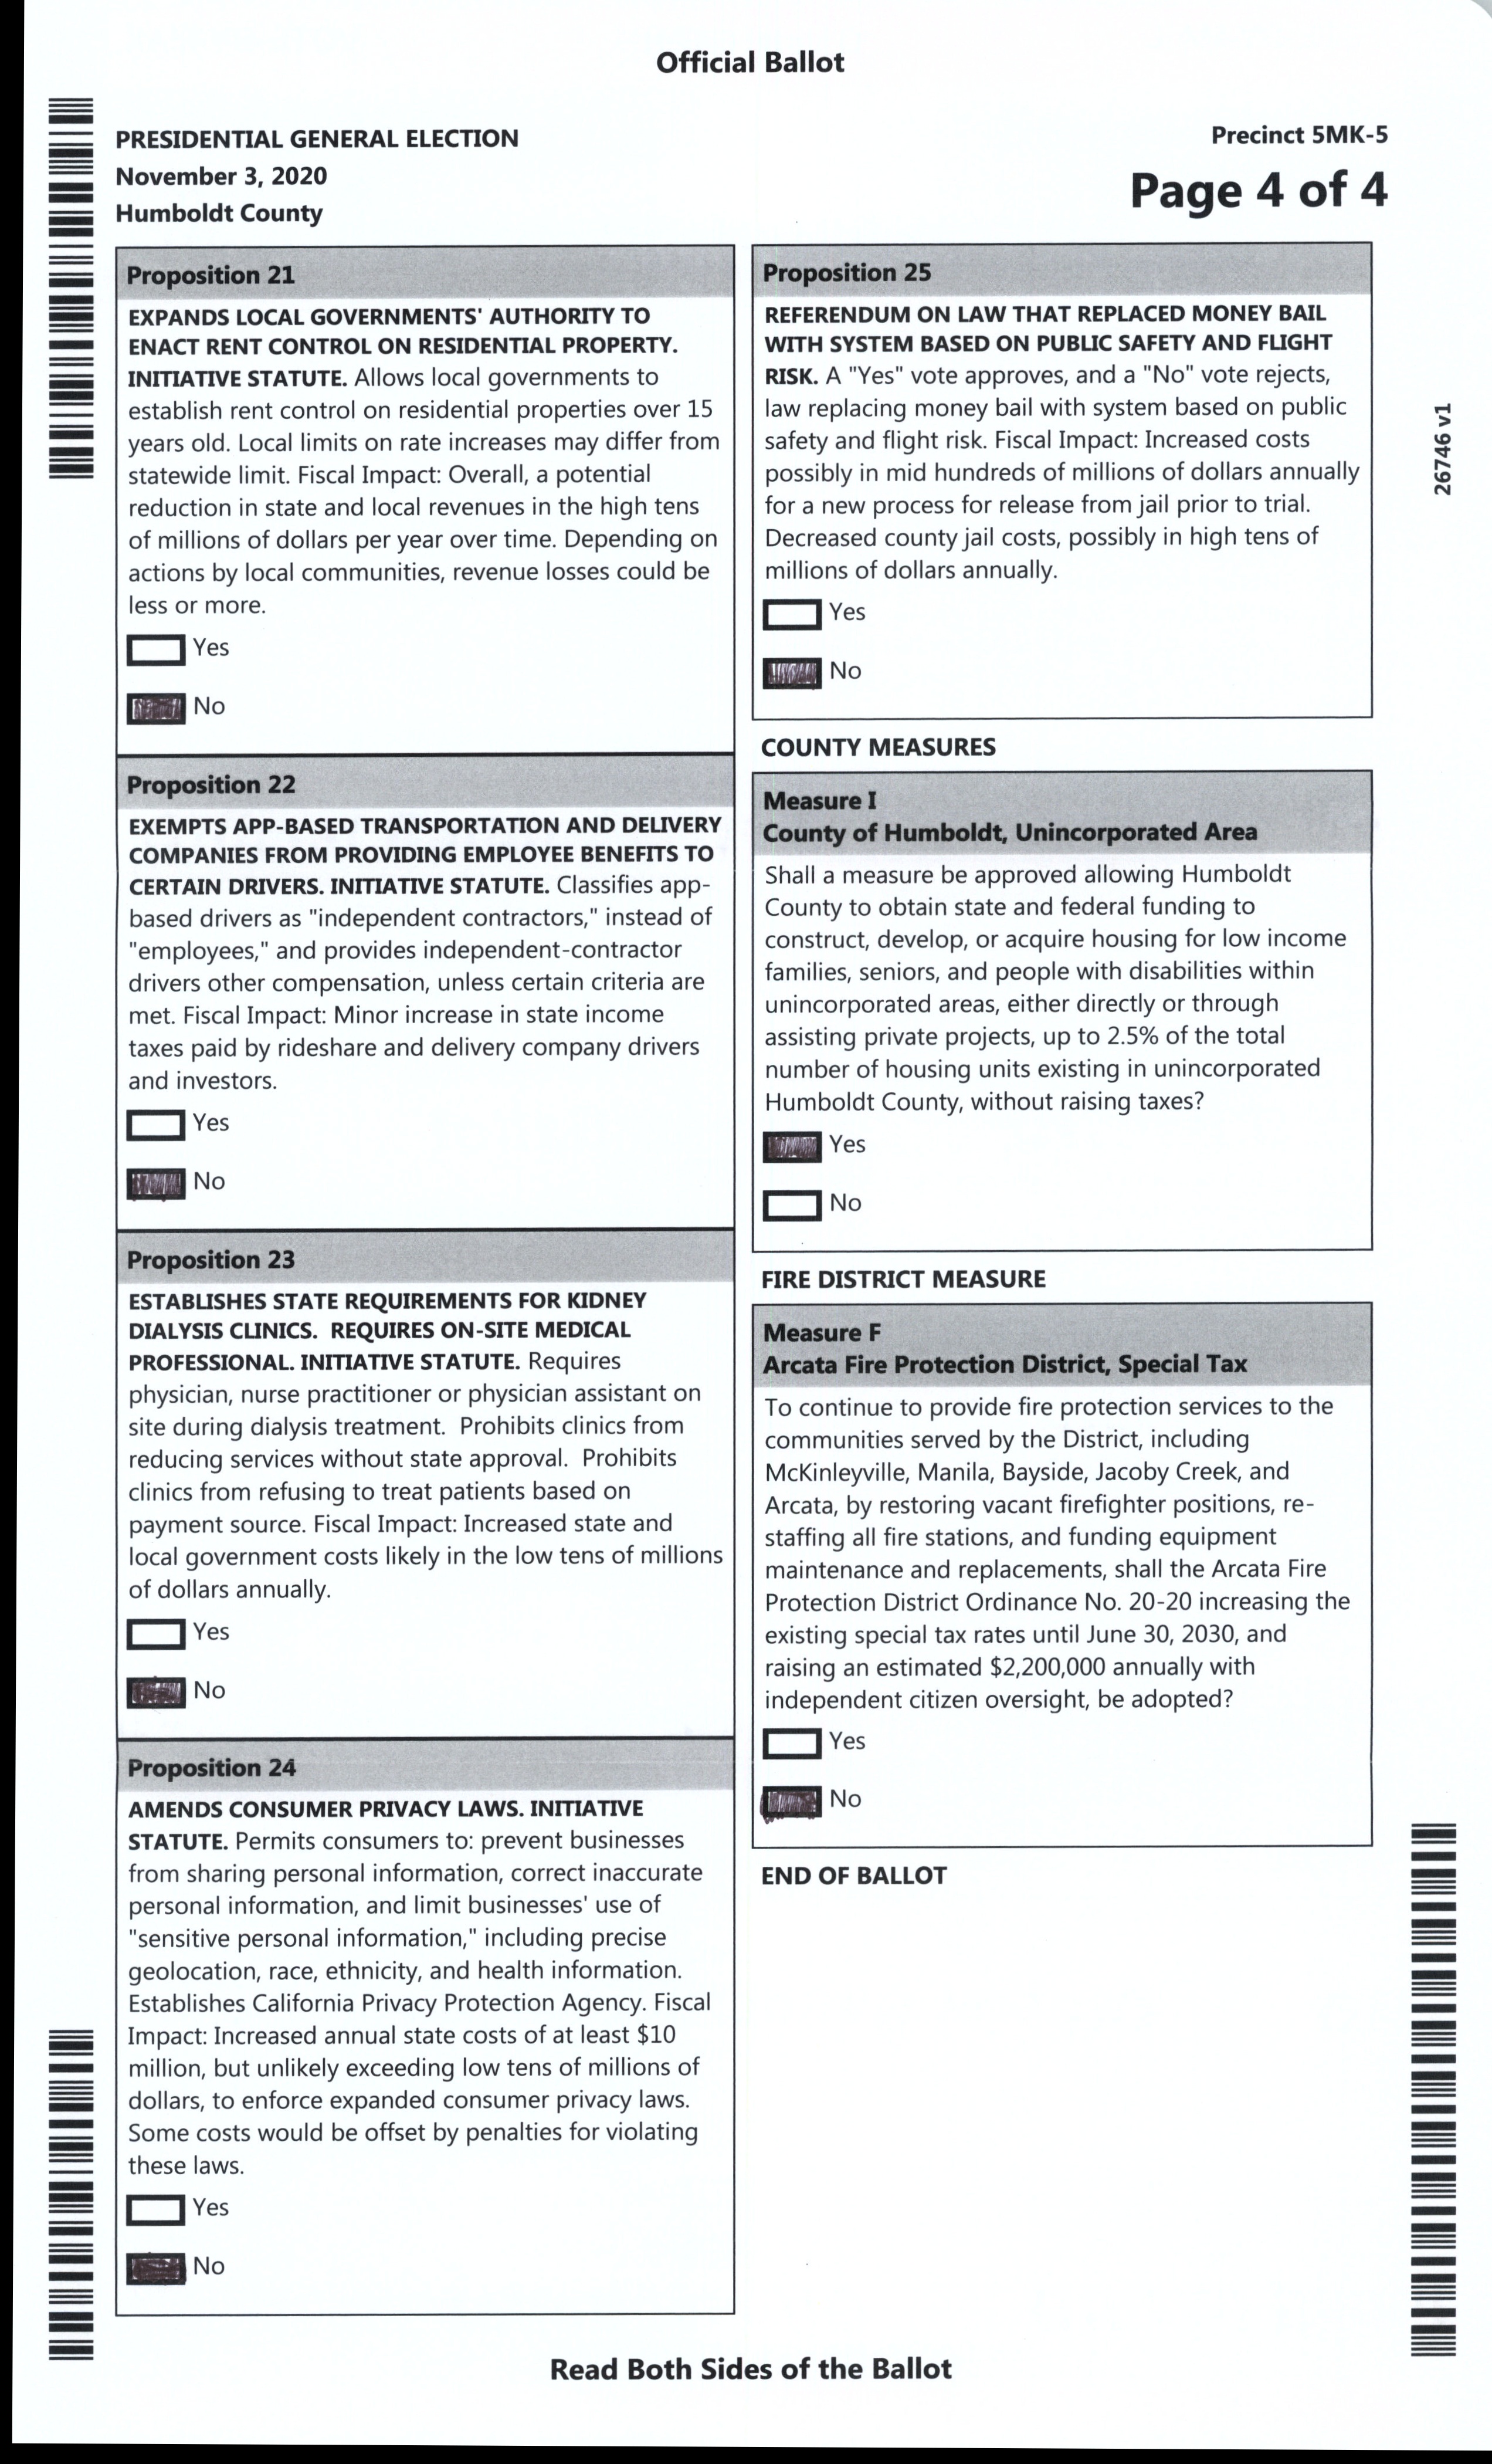 Official Ballot
PRESIDENTIAL GENERAL ELECTION
November 3, 2020
Humboldt County
Precinct 5MK-5
Page 4 of 4
Proposition 21
EXPANDS LOCAL GOVERNMENTS' AUTHORITY TO
ENACT RENT CONTROL ON RESIDENTIAL PROPERTY.
INITIATIVE STATUTE. Allows local governments to
establish rent control on residential properties over 15
years old. Local limits on rate increases may differ from
statewide limit. Fiscal Impact: Overall, a potential
reduction in state and local revenues in the high tens
of millions of dollars per year over time. Depending on
actions by local communities, revenue losses could be
less or more.
Yes
No
Proposition 22
EXEMPTS APP-BASED TRANSPORTATION AND DELIVERY
COMPANIES FROM PROVIDING EMPLOYEE BENEFITS TO
CERTAIN DRIVERS. INITIATIVE STATUTE. Classifies app-
based drivers as "independent contractors," instead of
"employees," and provides independent-contractor
drivers other compensation, unless certain criteria are
met. Fiscal Impact: Minor increase in state income
taxes paid by rideshare and delivery company drivers
and investors.
Yes
No
Proposition 23
ESTABLISHES STATE REQUIREMENTS FOR KIDNEY
DIALYSIS CLINICS. REQUIRES ON-SITE MEDICAL
PROFESSIONAL. INITIATIVE STATUTE. Requires
physician, nurse practitioner or physician assistant on
site during dialysis treatment. Prohibits clinics from
reducing services without state approval. Prohibits
clinics from refusing to treat patients based on
payment source. Fiscal Impact: Increased state and
local government costs likely in the low tens of millions
of dollars annually.
Yes
No
Proposition 24
AMENDS CONSUMER PRIVACY LAWS. INITIATIVE
STATUTE. Permits consumers to: prevent businesses
from sharing personal information, correct inaccurate
personal information, and limit businesses' use of
"sensitive personal information," including precise
geolocation, race, ethnicity, and health information.
Establishes California Privacy Protection Agency. Fiscal
Impact: Increased annual state costs of at least $10
million, but unlikely exceeding low tens of millions of
dollars, to enforce expanded consumer privacy laws.
Some costs would be offset by penalties for violating
these laws.
Yes
No
Proposition 25
REFERENDUM ON LAW THAT REPLACED MONEY BAIL
WITH SYSTEM BASED ON PUBLIC SAFETY AND FLIGHT
RISK. A "Yes" vote approves, and a "No" vote rejects,
law replacing money bail with system based on public
safety and flight risk. Fiscal Impact: Increased costs
possibly in mid hundreds of millions of dollars annually
for a new process for release from jail prior to trial.
Decreased county jail costs, possibly in high tens of
millions of dollars annually.
Yes
No
COUNTY MEASURES
Measure I
County of Humboldt, Unincorporated Area
Shall a measure be approved allowing Humboldt
County to obtain state and federal funding to
construct, develop, or acquire housing for low income
families, seniors, and people with disabilities within
unincorporated areas, either directly or through
assisting private projects, up to 2.5% of the total
number of housing units existing in unincorporated
Humboldt County, without raising taxes?
Yes
No
FIRE DISTRICT MEASURE
Measure F
Arcata Fire Protection District, Special Tax
To continue to provide fire protection services to the
communities served by the District, including
McKinleyville, Manila, Bayside, Jacoby Creek, and
Arcata, by restoring vacant firefighter positions, re-
staffing all fire stations, and funding equipment
maintenance and replacements, shall the Arcata Fire
Protection District Ordinance No. 20-20 increasing the
existing special tax rates until June 30, 2030, and
raising an estimated $2,200,000 annually with
independent citizen oversight, be adopted?
Yes
No
END OF BALLOT
26746 v1
Read Both Sides of the Ballot